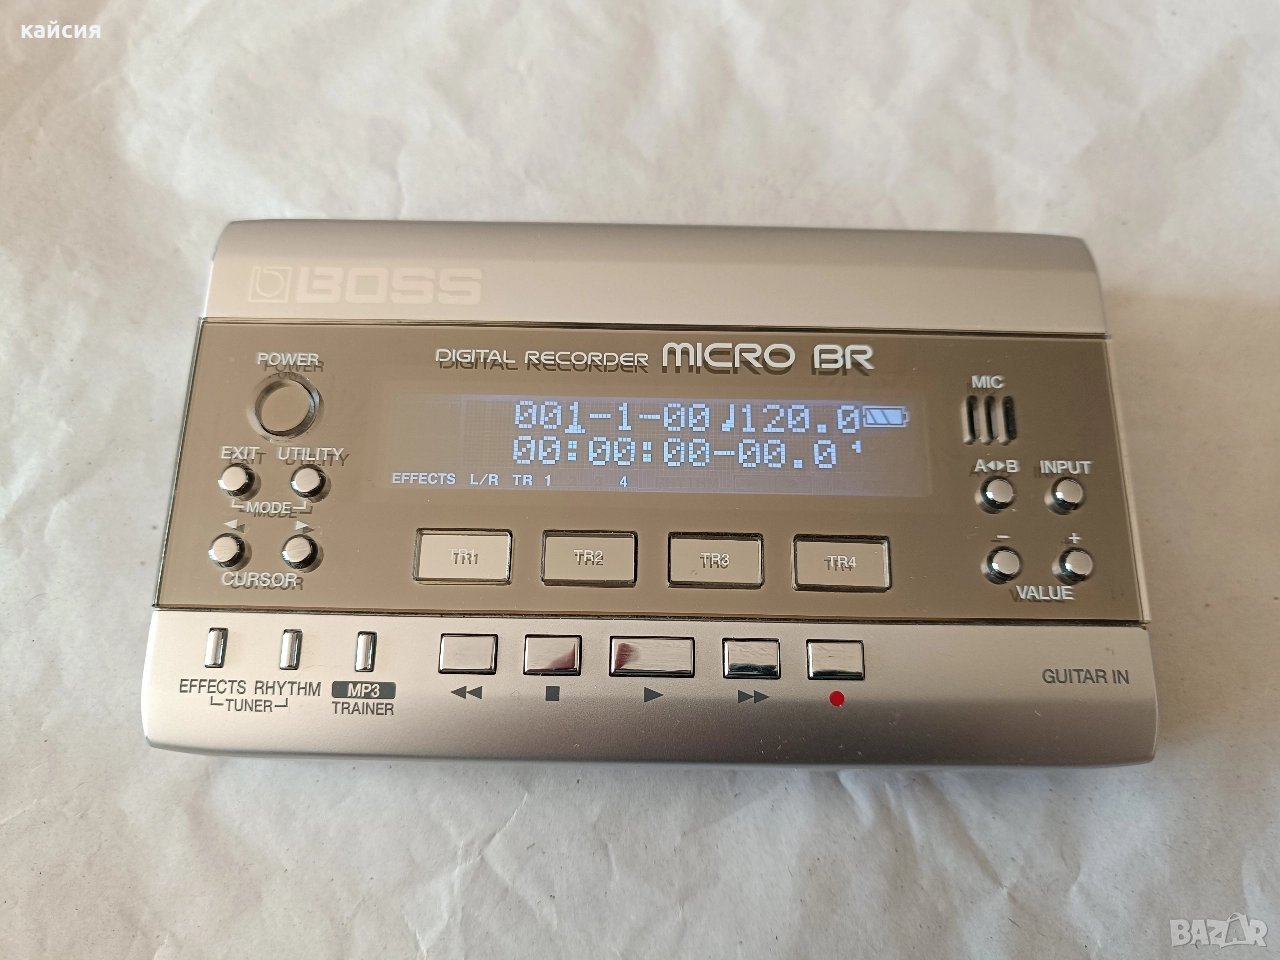 кайсия
BOSS
DIGITAL RECORDER MICRO BR
POWER
MIC
001-1-00♩120.0
00:00:00-00.0
EXIT UTILITY
MODE
A◂▸B INPUT
EFFECTS L/R TR 1 4
◀ ▶
CURSOR
- +
VALUE
TR1 TR2 TR3 TR4
EFFECTS RHYTHM
TUNER
MP3
TRAINER
◀◀ ■ ▶ ▶▶ ●
GUITAR IN
BAZAR